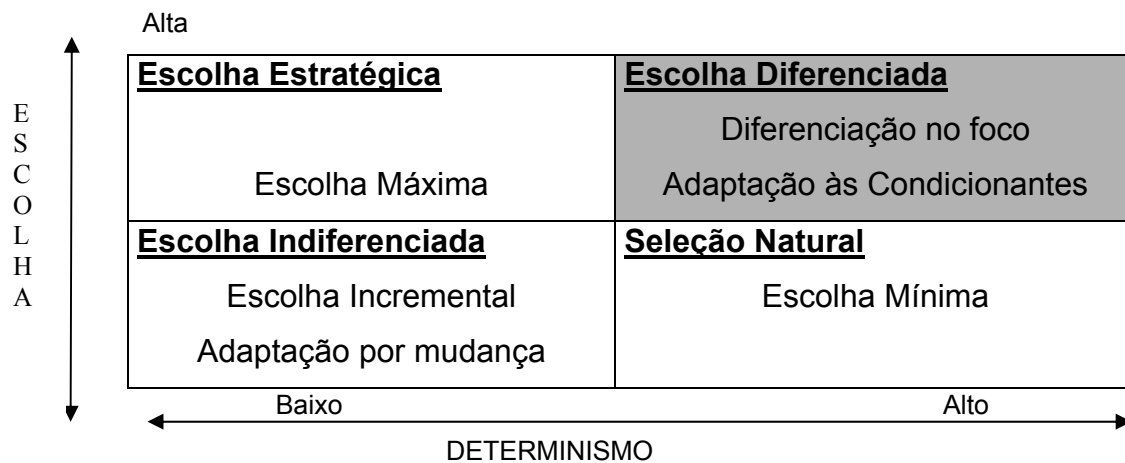 Alta
ESCOLHA
Escolha Estratégica
Escolha Máxima
Escolha Diferenciada
Diferenciação no foco
Adaptação às Condicionantes
Escolha Indiferenciada
Escolha Incremental
Adaptação por mudança
Seleção Natural
Escolha Mínima
Baixo
Alto
DETERMINISMO